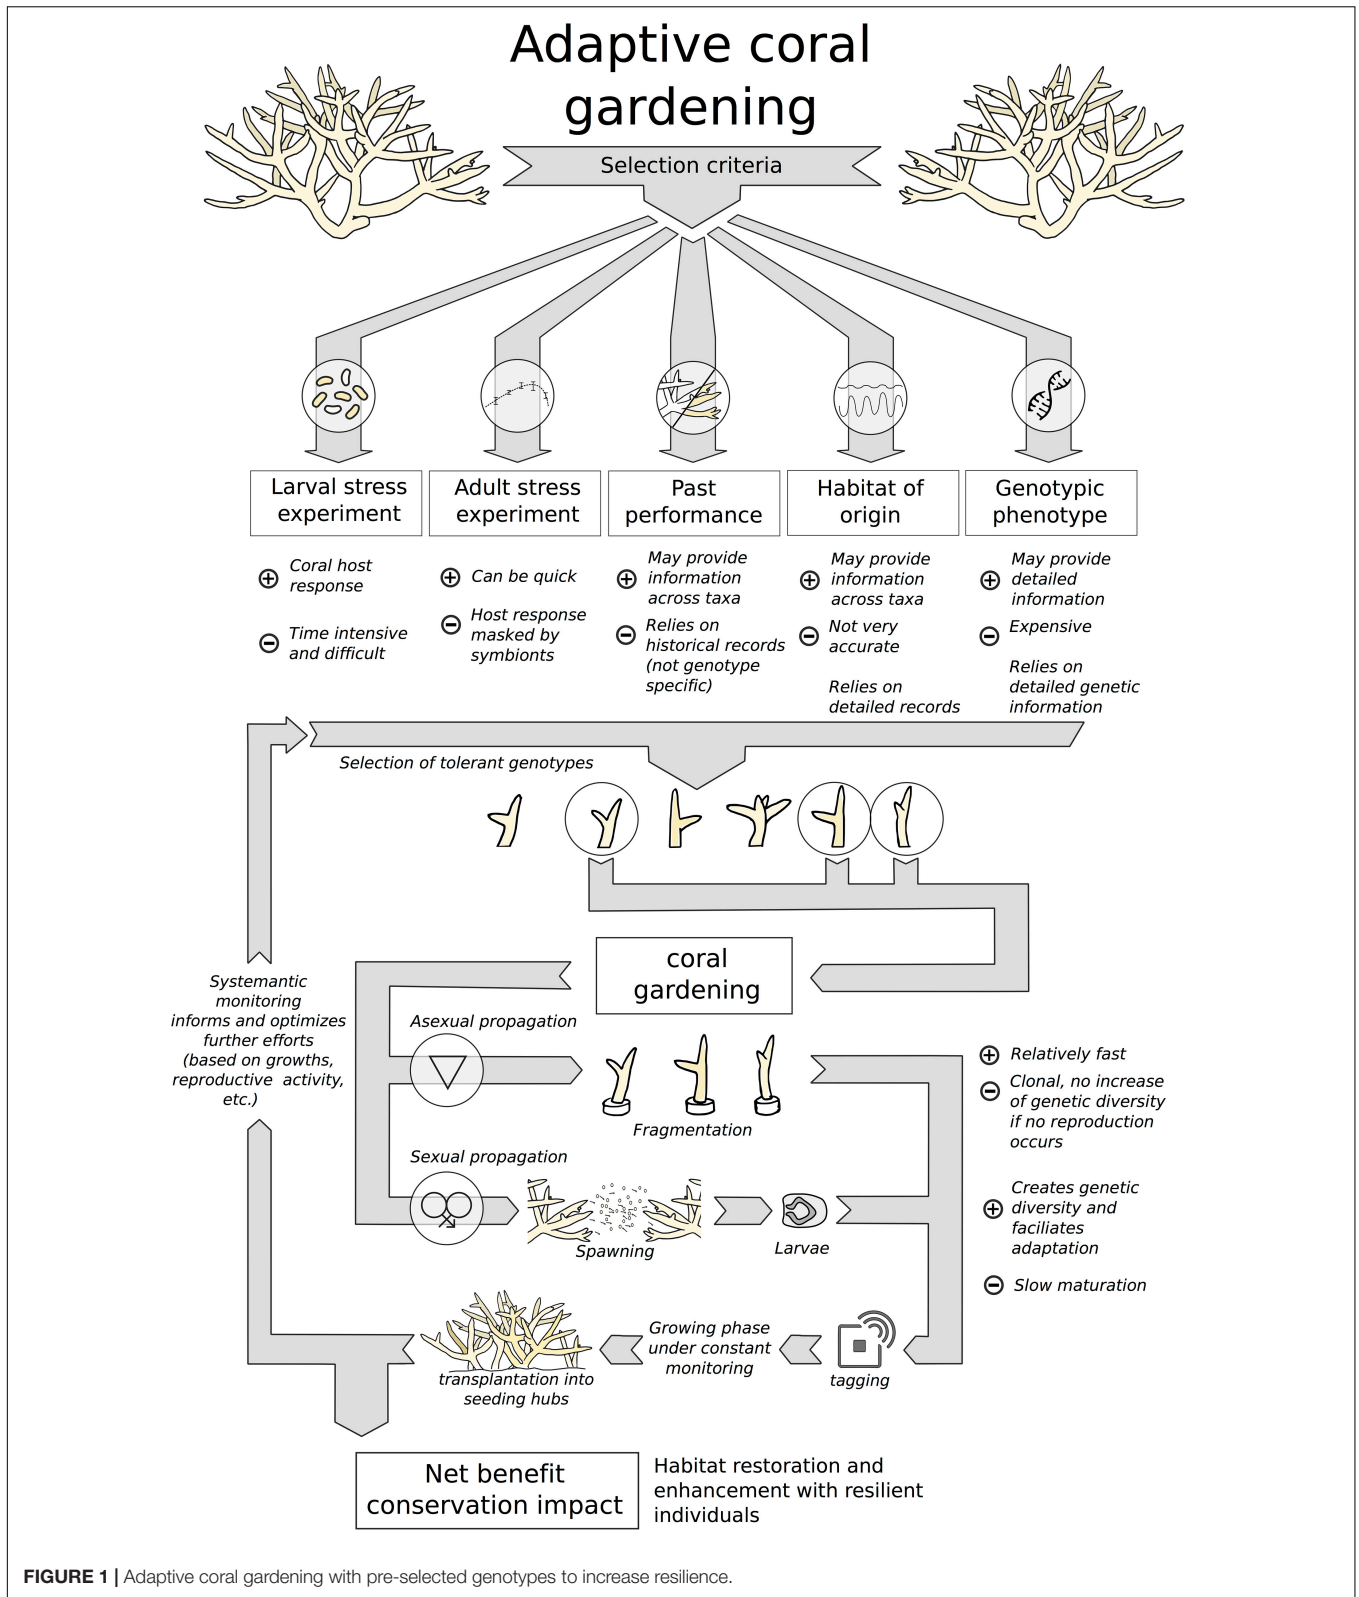 Adaptive coral
gardening
Selection criteria
Larval stress
experiment
Adult stress
experiment
Past
performance
Habitat of
origin
Genotypic
phenotype
Coral host
response
Time intensive
and difficult
Can be quick
Host response
masked by
symbionts
May provide
information
across taxa
Relies on
historical records
(not genotype
specific)
May provide
information
across taxa
Not very
accurate
Relies on
detailed records
May provide
detailed
information
Expensive
Relies on
detailed genetic
information
Selection of tolerant genotypes
coral
gardening
Systemantic
monitoring
informs and optimizes
further efforts
(based on growths,
reproductive activity,
etc.)
Asexual propagation
Fragmentation
Relatively fast
Clonal, no increase
of genetic diversity
if no reproduction
occurs
Sexual propagation
Spawning
Larvae
Creates genetic
diversity and
faciliates
adaptation
Slow maturation
tagging
Growing phase
under constant
monitoring
transplantation into
seeding hubs
Net benefit
conservation impact
Habitat restoration and
enhancement with resilient
individuals
FIGURE 1 | Adaptive coral gardening with pre-selected genotypes to increase resilience.